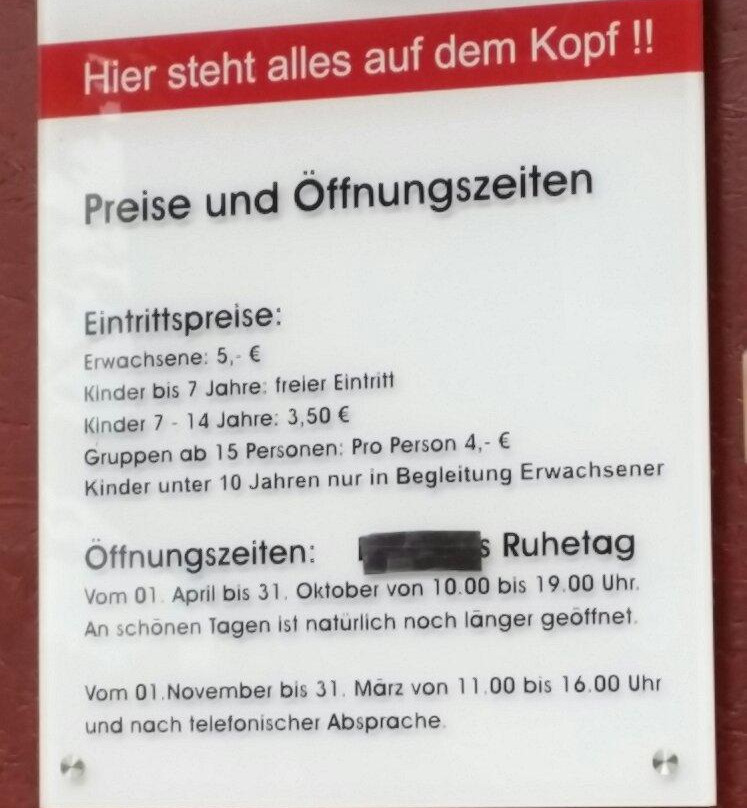 Hier steht alles auf dem Kopf !!
Preise und Öffnungszeiten
Eintrittspreise:
Erwachsene: 5,- €
Kinder bis 7 Jahre: freier Eintritt
Kinder 7 - 14 Jahre: 3,50 €
Gruppen ab 15 Personen: Pro Person 4,- €
Kinder unter 10 Jahren nur in Begleitung Erwachsener
Öffnungszeiten: Ruhetag
Vom 01. April bis 31. Oktober von 10.00 bis 19.00 Uhr.
An schönen Tagen ist natürlich noch länger geöffnet.
Vom 01.November bis 31. März von 11.00 bis 16.00 Uhr
und nach telefonischer Absprache.